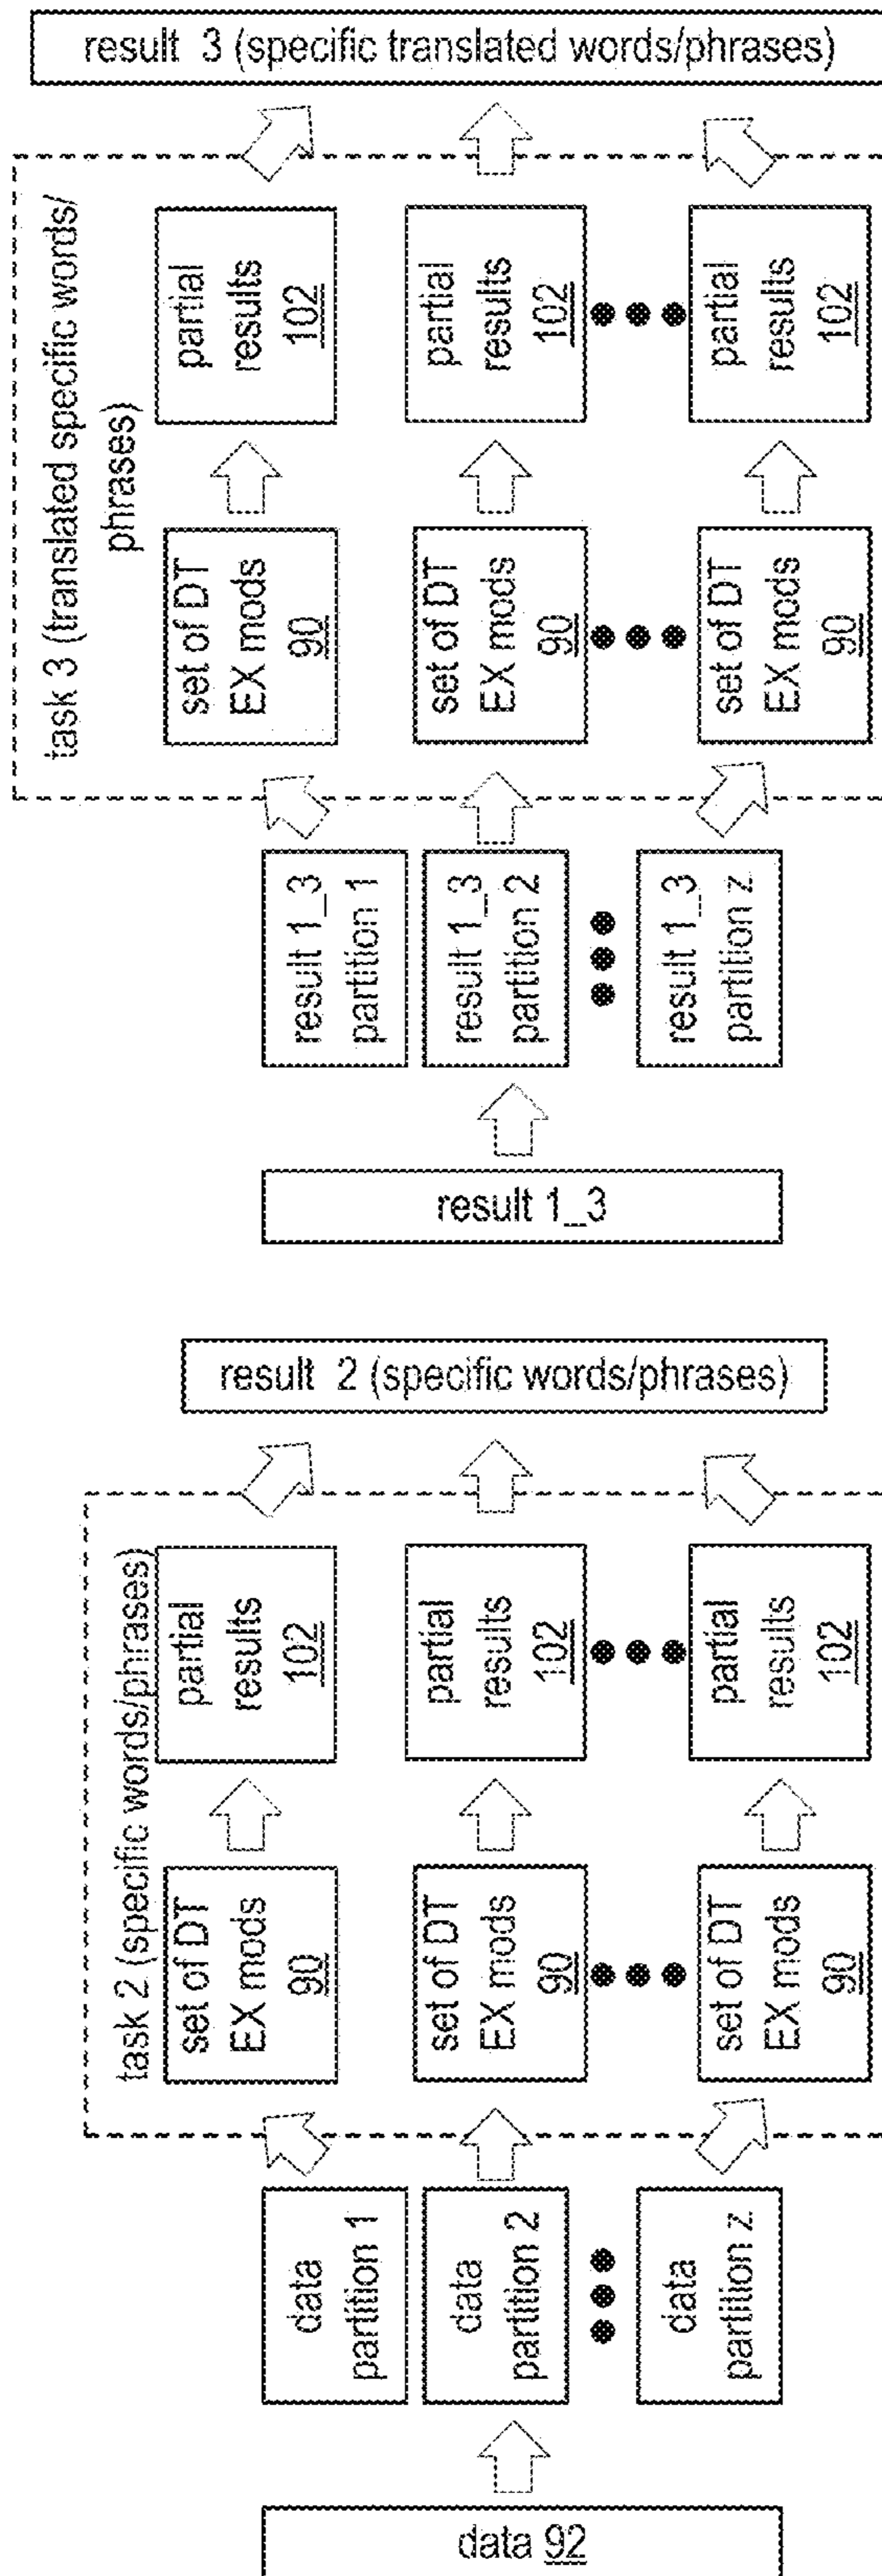 data 92
data
partition 1
data
partition 2
data
partition z
task 2 (specific words/phrases)
set of DT
EX mods
90
set of DT
EX mods
90
set of DT
EX mods
90
partial
results
102
partial
results
102
partial
results
102
result 2 (specific words/phrases)
result 1_3
result 1_3
partition 1
result 1_3
partition 2
result 1_3
partition z
task 3 (translated specific words/
phrases)
set of DT
EX mods
90
set of DT
EX mods
90
set of DT
EX mods
90
partial
results
102
partial
results
102
partial
results
102
result 3 (specific translated words/phrases)